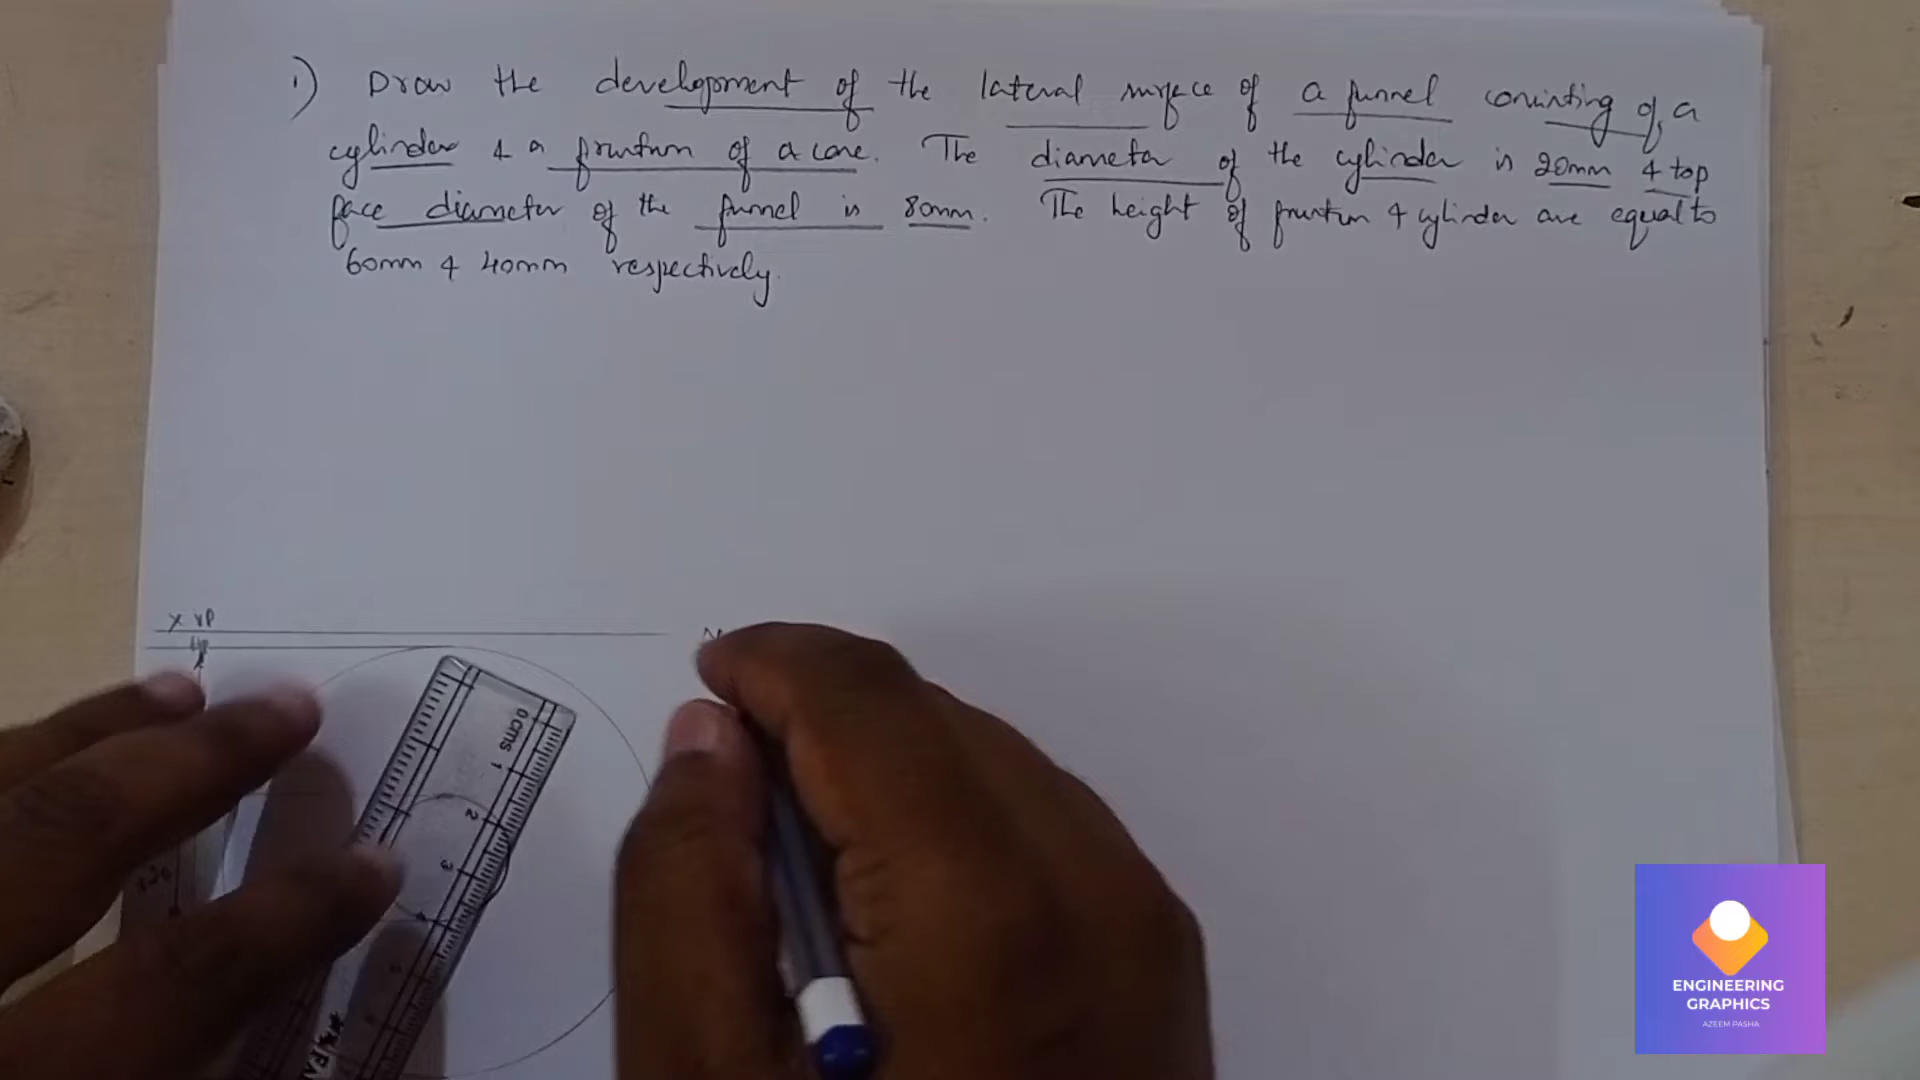 1) Draw the development of the lateral surface of a funnel consisting of a
cylinder & a frustum of a cone. The diameter of the cylinder is 20mm & top
face diameter of the funnel is 80mm. The height of frustum & cylinder are equal to
60mm & 40mm respectively.
X VP
HP
0 cms 1 2 3 4
ENGINEERING
GRAPHICS
AZEEM PASHA